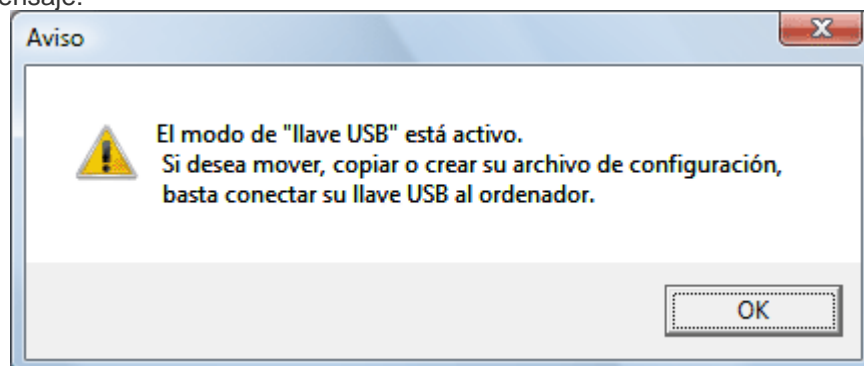 ensaje.
Aviso
El modo de "llave USB" está activo.
Si desea mover, copiar o crear su archivo de configuración,
basta conectar su llave USB al ordenador.
OK